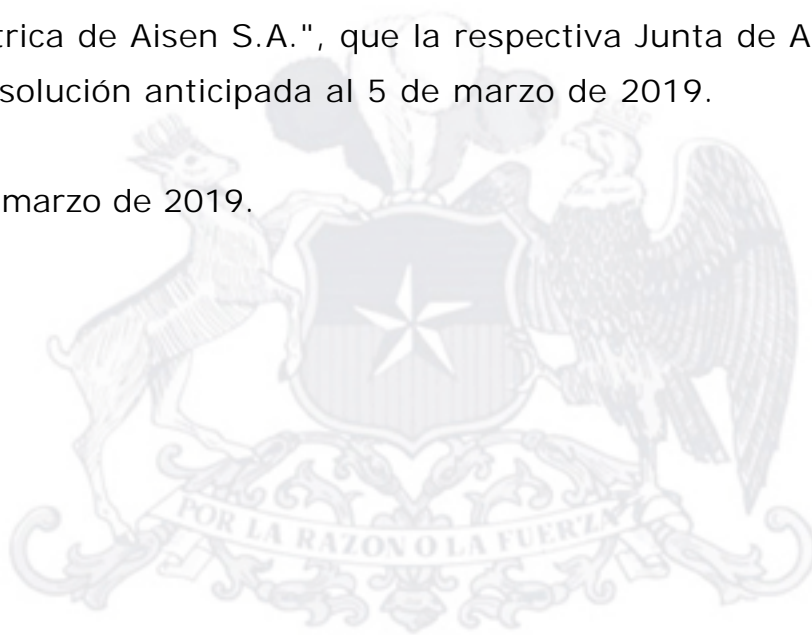 trica de Aisen S.A.", que la respectiva Junta de A
solución anticipada al 5 de marzo de 2019.
marzo de 2019.
POR LA RAZON O LA FUERZA